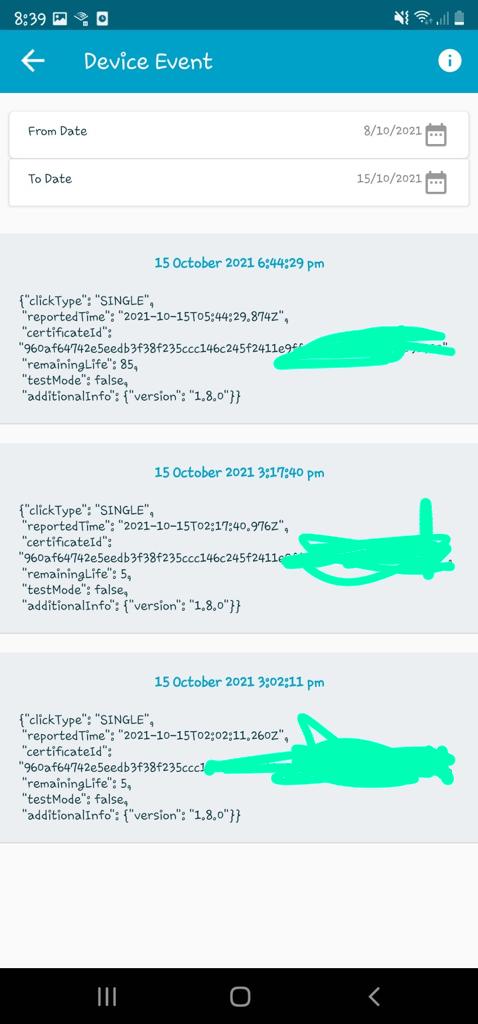 8:39
Device Event
From Date 8/10/2021
To Date 15/10/2021
15 October 2021 6:44:29 pm
{"clickType": "SINGLE",
"reportedTime": "2021-10-15T05:44:29.874Z",
"certificateId":
"960af64742e5eedb3f38f235ccc146c245f2411e9
"remainingLife": 85,
"testMode": false,
"additionalInfo": {"version": "1.8.0"}}
15 October 2021 3:17:40 pm
{"clickType": "SINGLE",
"reportedTime": "2021-10-15T02:17:40.976Z",
"certificateId":
"960af64742e5eedb3f38f235ccc146c245f2411e
"remainingLife": 5,
"testMode": false,
"additionalInfo": {"version": "1.8.0"}}
15 October 2021 3:02:11 pm
{"clickType": "SINGLE",
"reportedTime": "2021-10-15T02:02:11.260Z",
"certificateId":
"960af64742e5eedb3f38f235ccc1
"remainingLife": 5,
"testMode": false,
"additionalInfo": {"version": "1.8.0"}}